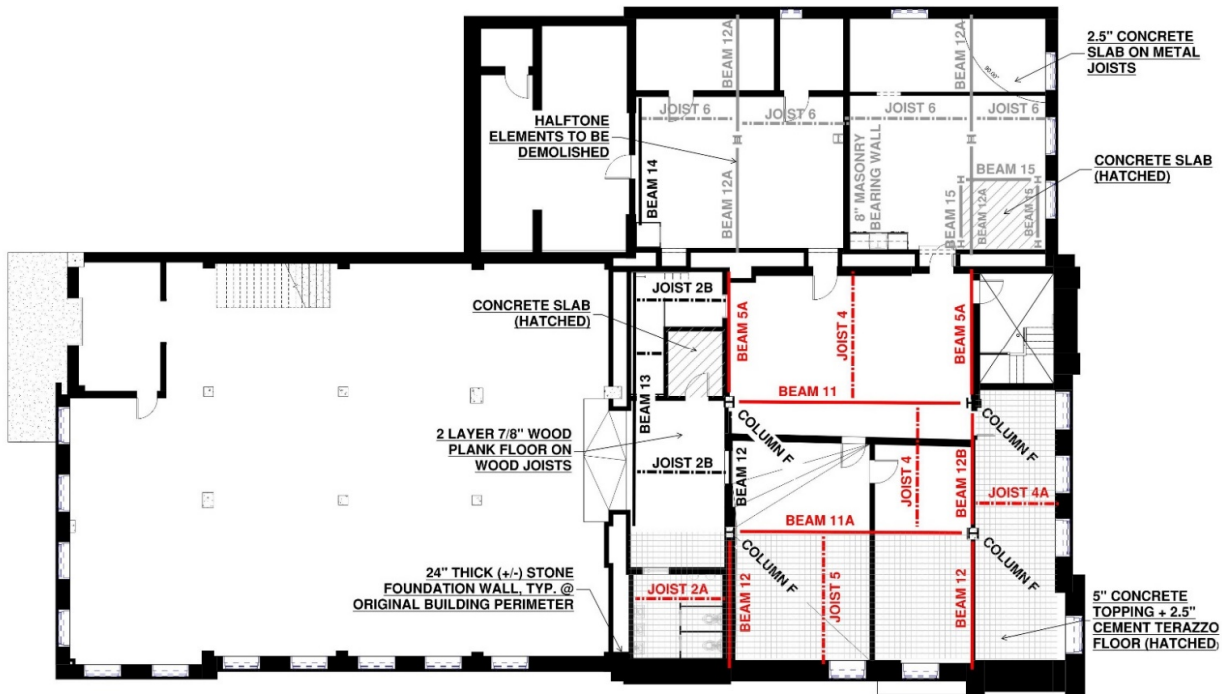 2.5" CONCRETE
SLAB ON METAL
JOISTS
BEAM 12A
BEAM 12A
90.00°
HALFTONE
ELEMENTS TO BE
DEMOLISHED
JOIST 6
JOIST 6
JOIST 6
JOIST 6
BEAM 14
BEAM 12A
8" MASONRY
BEARING WALL
CONCRETE SLAB
(HATCHED)
BEAM 15
BEAM 15
BEAM 12A
BEAM 15
JOIST 2B
CONCRETE SLAB
(HATCHED)
BEAM 5A
JOIST 4
BEAM 5A
BEAM 13
BEAM 11
COLUMN F
COLUMN F
2 LAYER 7/8" WOOD
PLANK FLOOR ON
WOOD JOISTS
JOIST 2B
BEAM 12
JOIST 4
BEAM 12B
JOIST 4A
BEAM 11A
COLUMN F
COLUMN F
24" THICK (+/-) STONE
FOUNDATION WALL, TYP. @
ORIGINAL BUILDING PERIMETER
JOIST 2A
BEAM 12
JOIST 5
BEAM 12
5" CONCRETE
TOPPING + 2.5"
CEMENT TERAZZO
FLOOR (HATCHED)